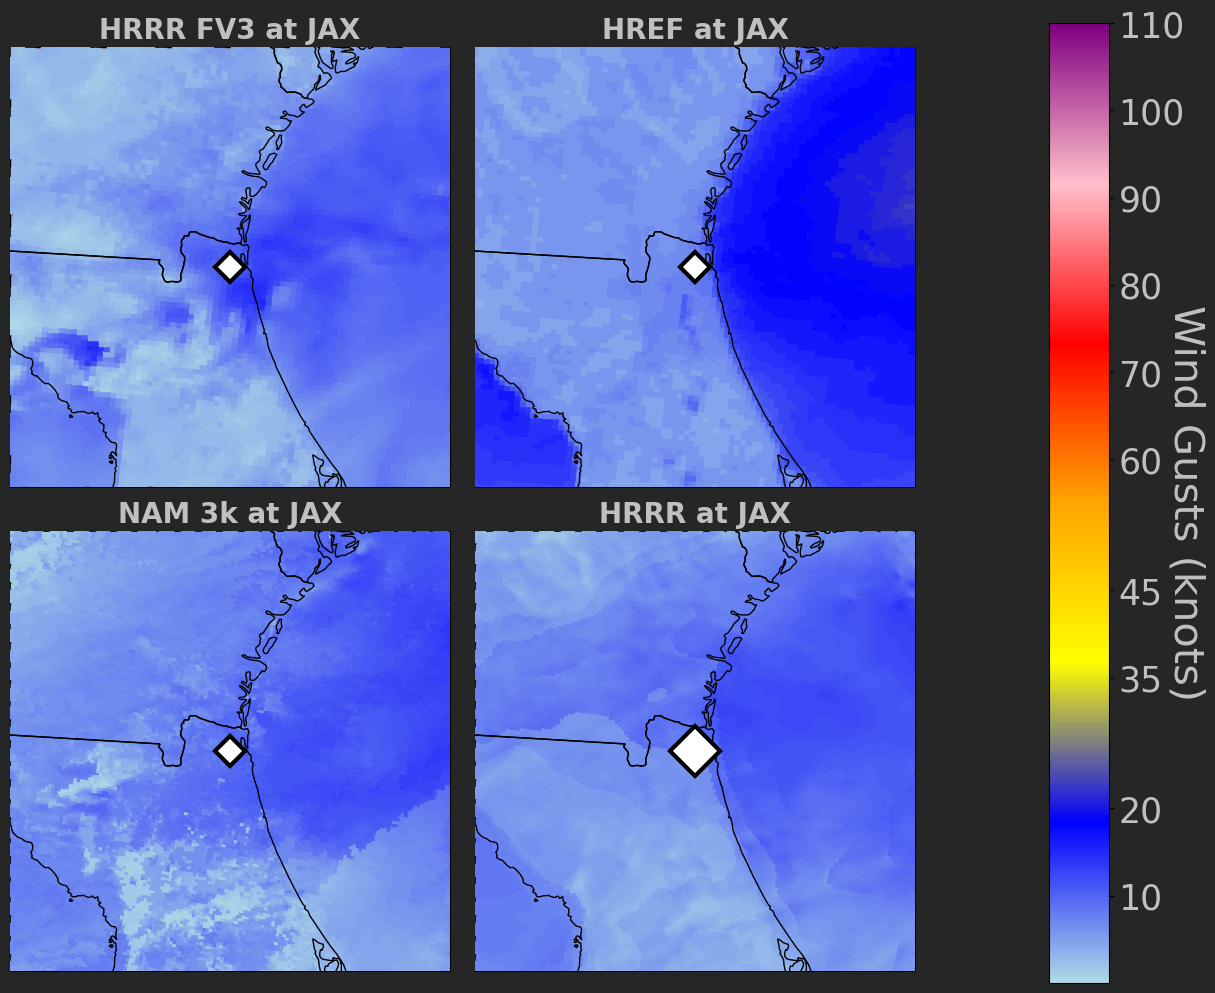 HRRR FV3 at JAX
HREF at JAX
NAM 3k at JAX
HRRR at JAX
110
100
90
80
70
60
45
35
20
10
Wind Gusts (knots)